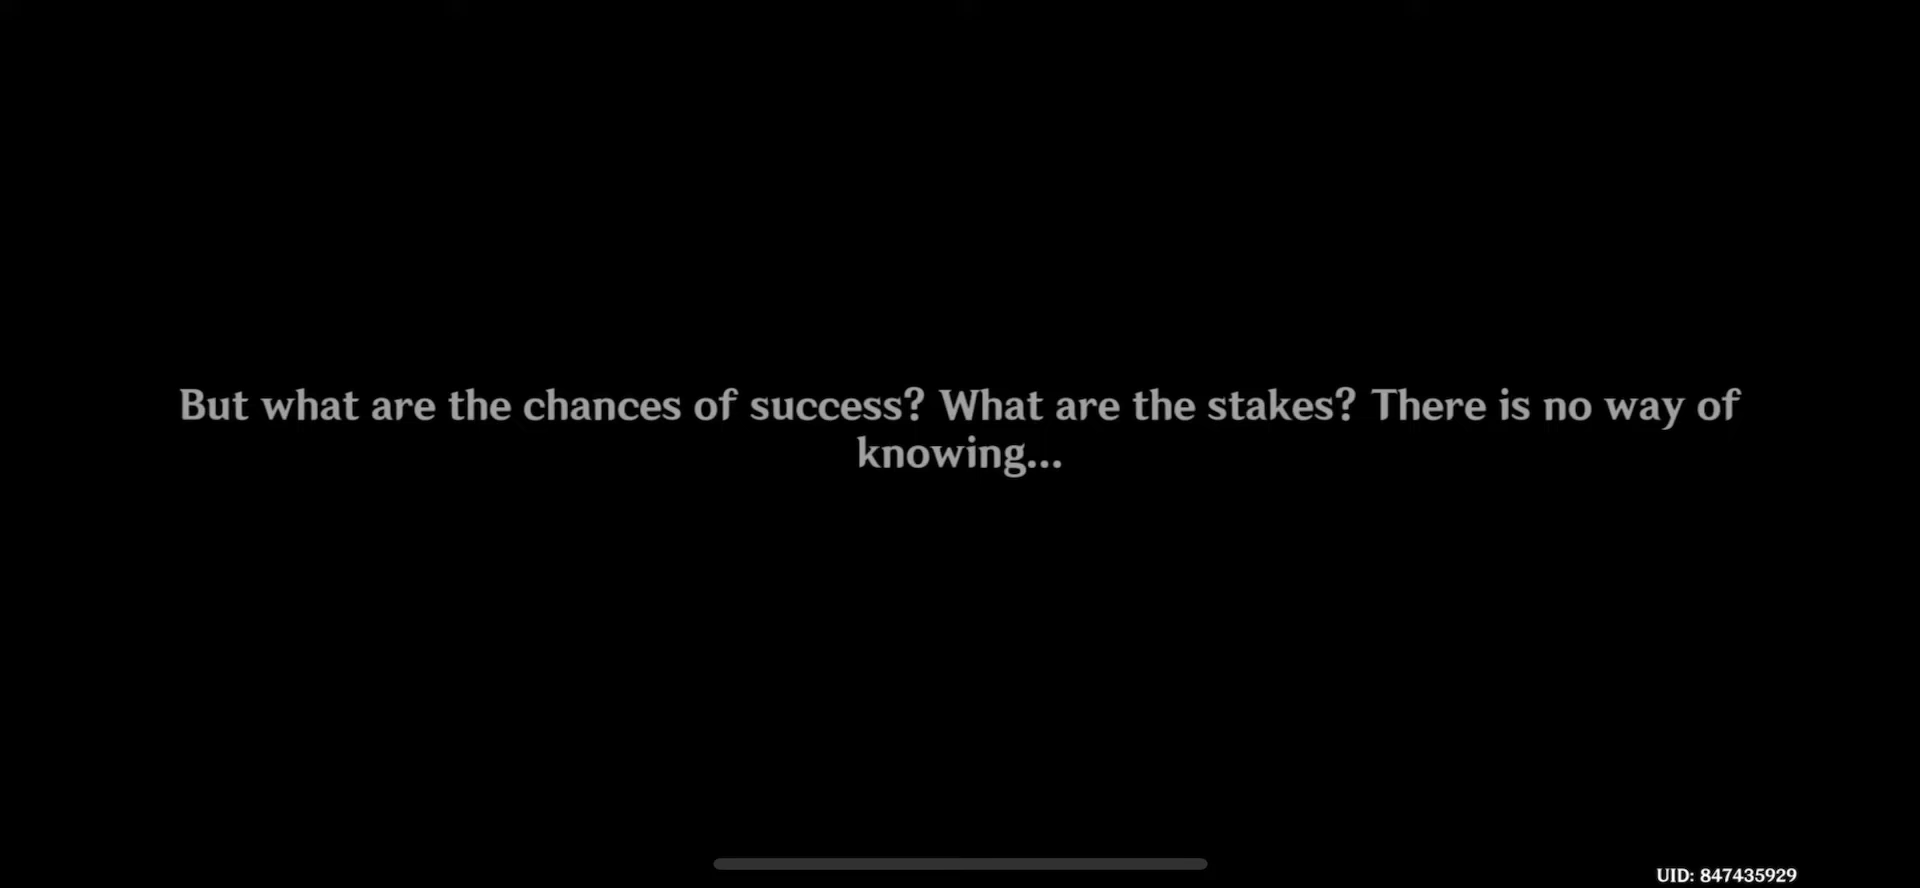 But what are the chances of success? What are the stakes? There is no way of
knowing...
UID: 847435929